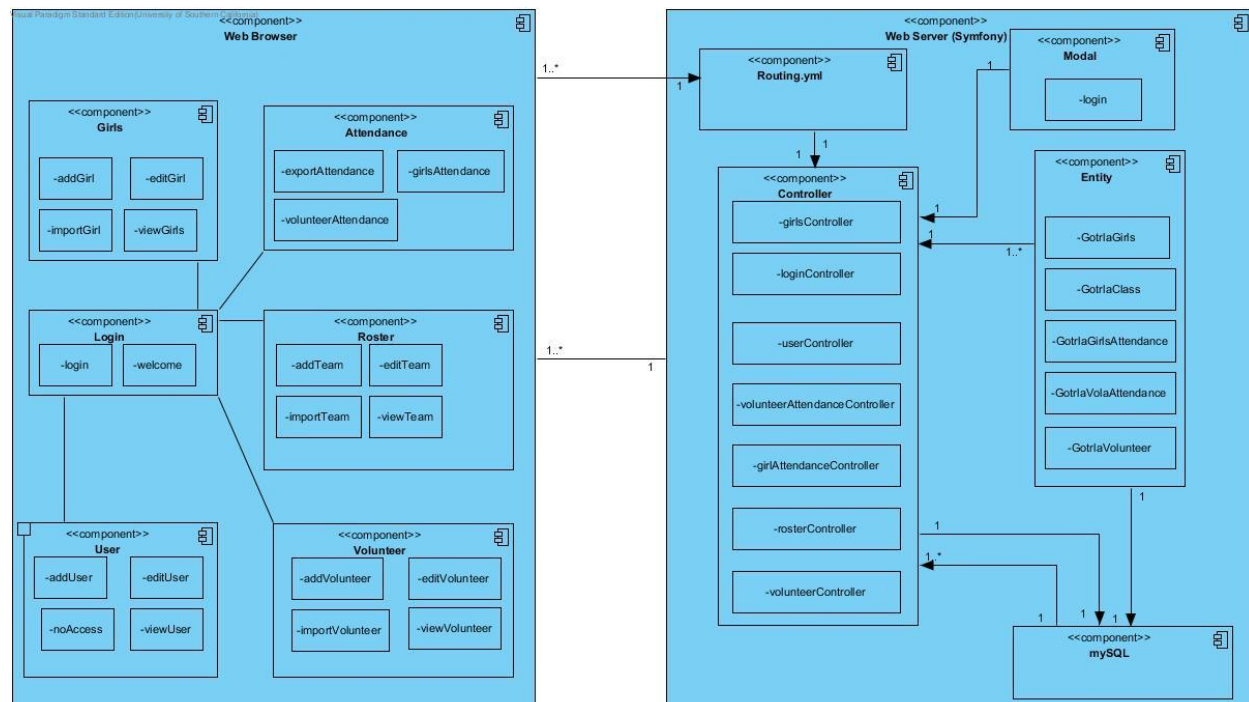 Visual Paradigm Standard Edition(University of Southern California)
<<component>>
Web Browser
<<component>>
Girls
-addGirl
-editGirl
-importGirl
-viewGirls
<<component>>
Attendance
-exportAttendance
-girlsAttendance
-volunteerAttendance
<<component>>
Login
-login
-welcome
<<component>>
Roster
-addTeam
-editTeam
-importTeam
-viewTeam
<<component>>
User
-addUser
-editUser
-noAccess
-viewUser
<<component>>
Volunteer
-addVolunteer
-editVolunteer
-importVolunteer
-viewVolunteer
1..*
1
1..*
1
<<component>>
Web Server (Symfony)
<<component>>
Routing.yml
1
1
<<component>>
Modal
-login
1
1
<<component>>
Controller
-girlsController
-loginController
-userController
-volunteerAttendanceController
-girlAttendanceController
-rosterController
-volunteerController
1
1..*
<<component>>
Entity
-GotrlaGirls
-GotrlaClass
-GotrlaGirlsAttendance
-GotrlaVolaAttendance
-GotrlaVolunteer
1
1
1..*
1
1
1
<<component>>
mySQL